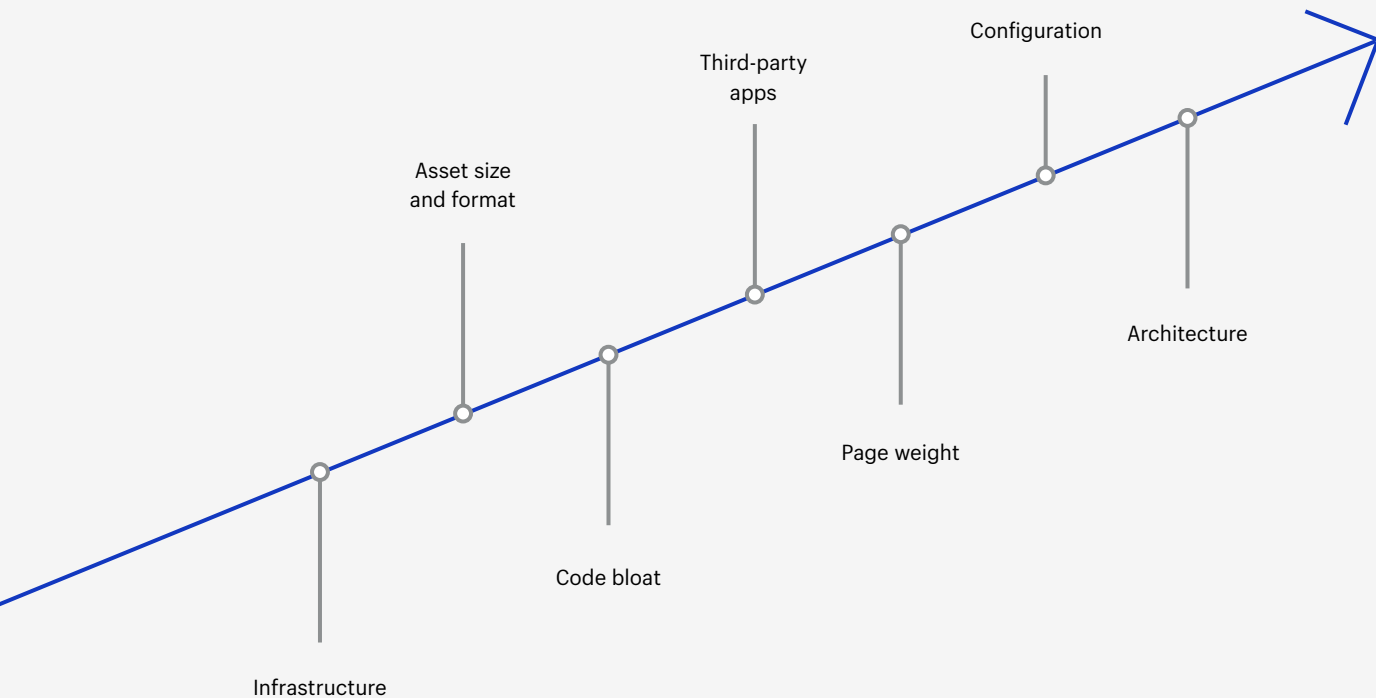 Configuration
Third-party
apps
Asset size
and format
Architecture
Page weight
Code bloat
Infrastructure